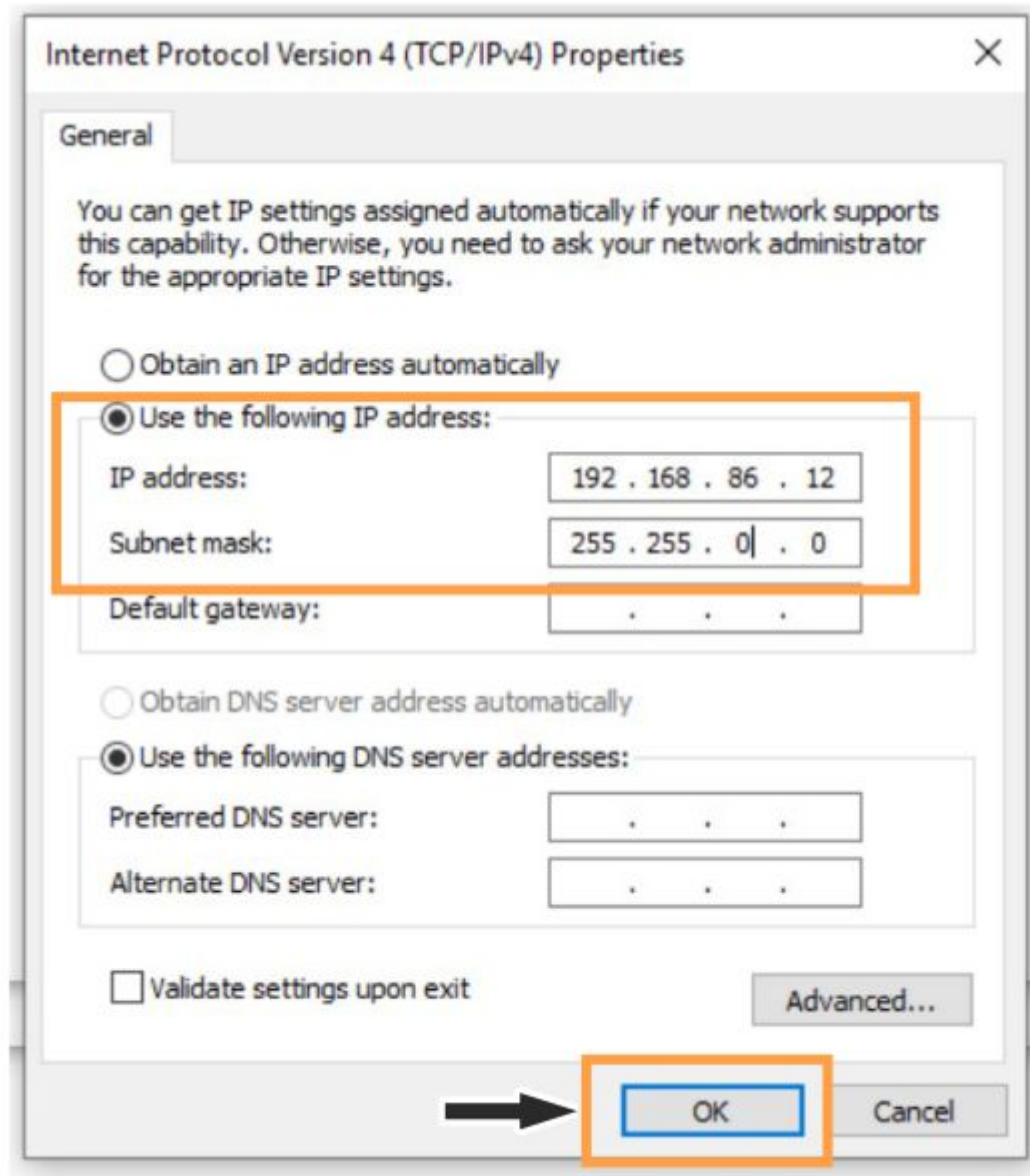 Internet Protocol Version 4 (TCP/IPv4) Properties
General
You can get IP settings assigned automatically if your network supports
this capability. Otherwise, you need to ask your network administrator
for the appropriate IP settings.
Obtain an IP address automatically
Use the following IP address:
IP address: 192 . 168 . 86 . 12
Subnet mask: 255 . 255 . 0 . 0
Default gateway: . . .
Obtain DNS server address automatically
Use the following DNS server addresses:
Preferred DNS server: . . .
Alternate DNS server: . . .
Validate settings upon exit
Advanced...
OK Cancel